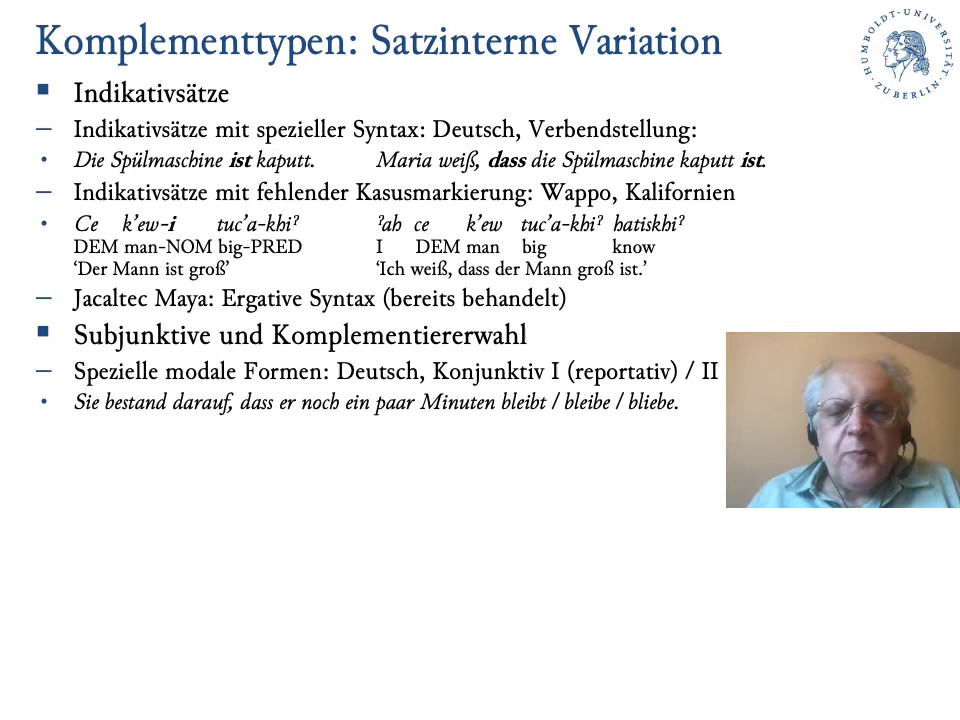 Komplementtypen: Satzinterne Variation
HUMBOLDT-UNIVERSITÄT ZU BERLIN
Indikativsätze
– Indikativsätze mit spezieller Syntax: Deutsch, Verbendstellung:
• Die Spülmaschine ist kaputt. Maria weiß, dass die Spülmaschine kaputt ist.
– Indikativsätze mit fehlender Kasusmarkierung: Wappo, Kalifornien
• Ce k’ew-i tuc’a-khiˀ ˀah ce k’ew tuc’a-khiˀ hatiskhiˀ
DEM man-NOM big-PRED I DEM man big know
‘Der Mann ist groß’ ‘Ich weiß, dass der Mann groß ist.’
– Jacaltec Maya: Ergative Syntax (bereits behandelt)
Subjunktive und Komplementiererwahl
– Spezielle modale Formen: Deutsch, Konjunktiv I (reportativ) / II
• Sie bestand darauf, dass er noch ein paar Minuten bleibt / bleibe / bliebe.